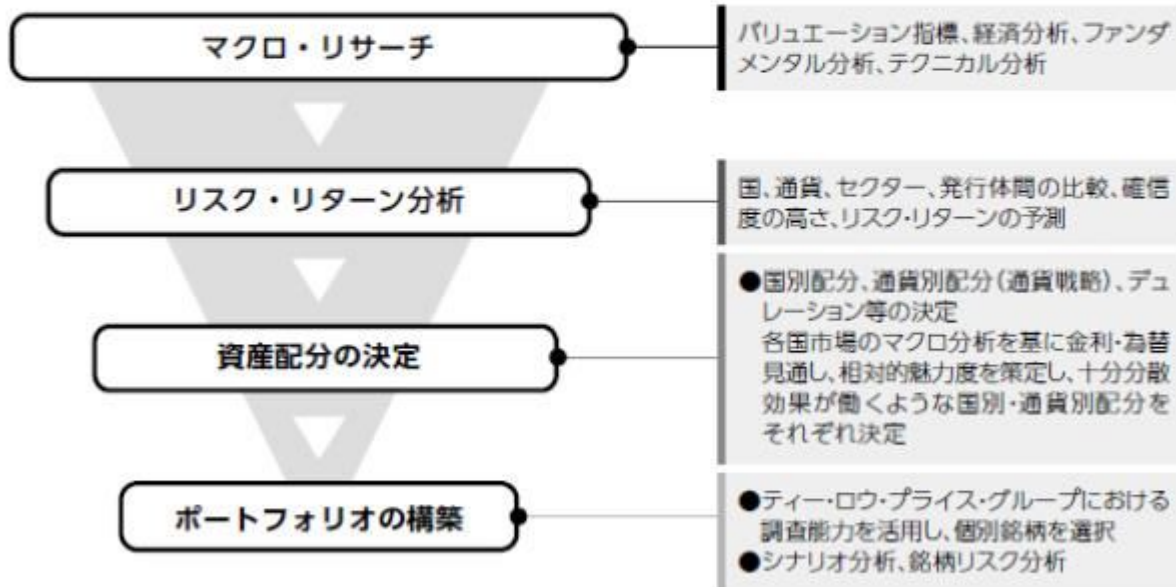 マクロ・リサーチ
バリュエーション指標、経済分析、ファンダ
メンタル分析、テクニカル分析
リスク・リターン分析
国、通貨、セクター、発行体間の比較、確信
度の高さ、リスク・リターンの予測
資産配分の決定
●国別配分、通貨別配分（通貨戦略）、デュ
レーション等の決定
各国市場のマクロ分析を基に金利・為替
見通し、相対的魅力度を策定し、十分分散
効果が働くような国別・通貨別配分を
それぞれ決定
ポートフォリオの構築
●ティー・ロウ・プライス・グループにおける
調査能力を活用し、個別銘柄を選択
●シナリオ分析、銘柄リスク分析